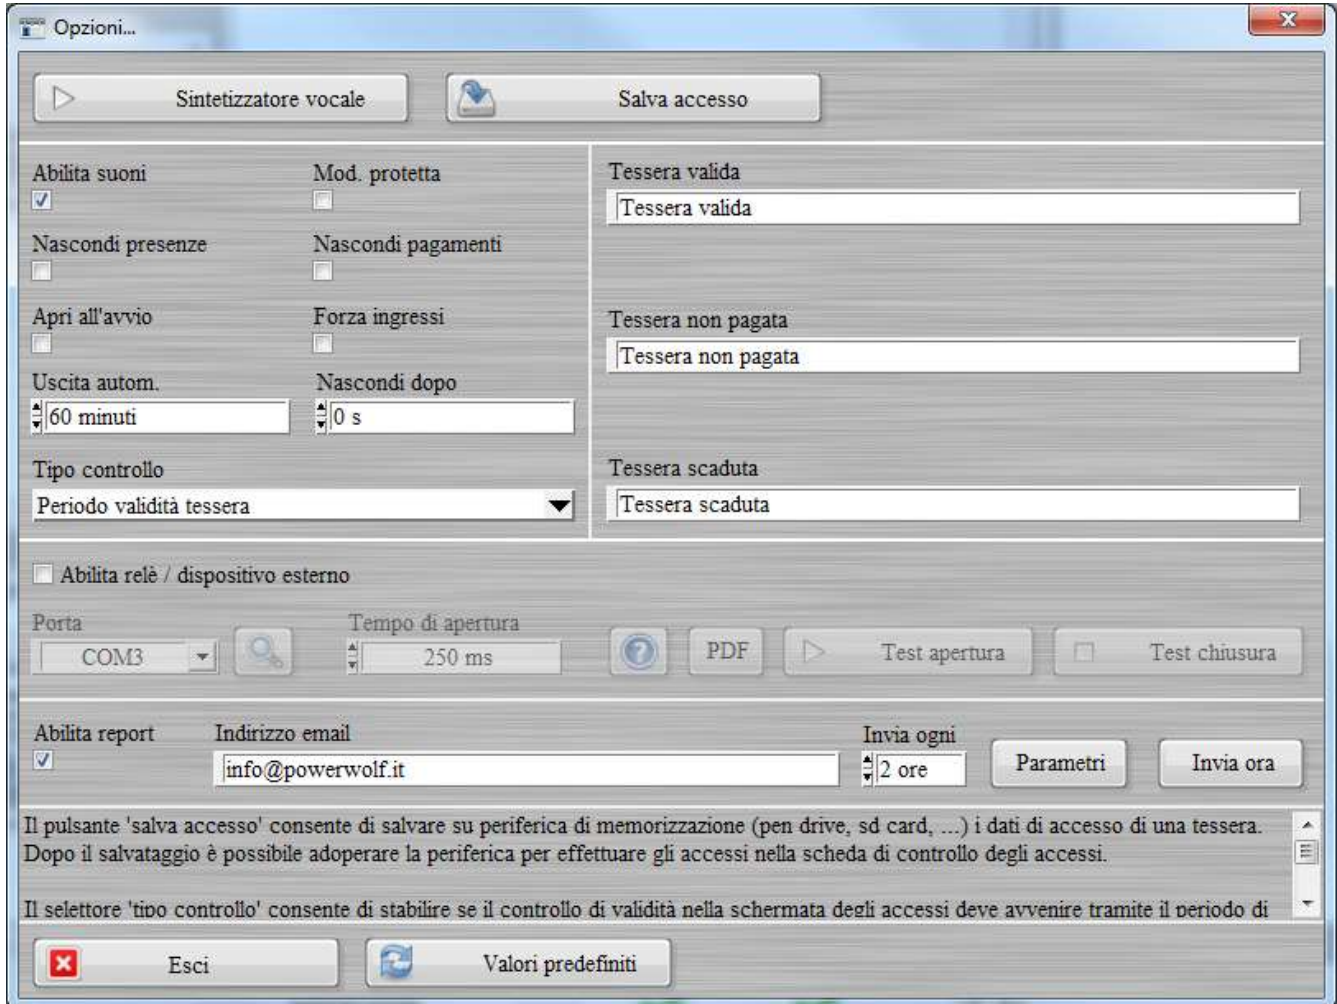 Opzioni...
Sintetizzatore vocale
Salva accesso
Abilita suoni
Mod. protetta
Nascondi presenze
Nascondi pagamenti
Apri all'avvio
Forza ingressi
Uscita autom.
Nascondi dopo
60 minuti
0 s
Tipo controllo
Periodo validità tessera
Tessera valida
Tessera valida
Tessera non pagata
Tessera non pagata
Tessera scaduta
Tessera scaduta
Abilita relè / dispositivo esterno
Porta
COM3
Tempo di apertura
250 ms
PDF
Test apertura
Test chiusura
Abilita report
Indirizzo email
info@powerwolf.it
Invia ogni
2 ore
Parametri
Invia ora
Il pulsante 'salva accesso' consente di salvare su periferica di memorizzazione (pen drive, sd card, ...) i dati di accesso di una tessera.
Dopo il salvataggio è possibile adoperare la periferica per effettuare gli accessi nella scheda di controllo degli accessi.
Il selettore 'tipo controllo' consente di stabilire se il controllo di validità nella schermata degli accessi deve avvenire tramite il periodo di
Esci
Valori predefiniti